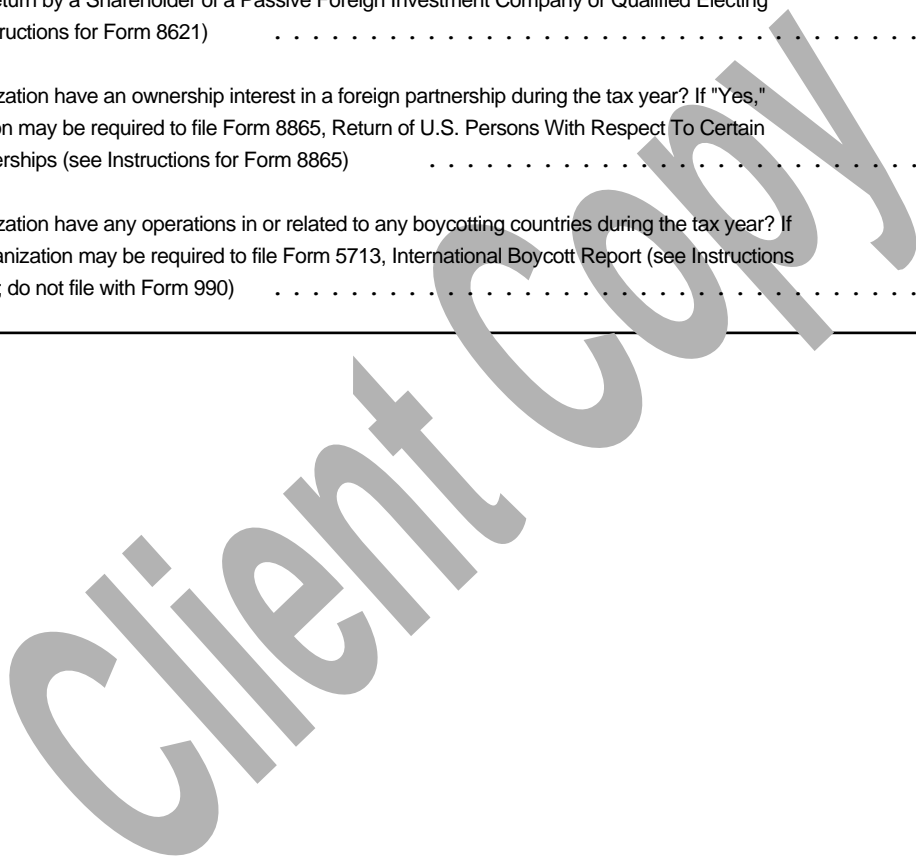 eturn by a Shareholder of a Passive Foreign Investment Company or Qualified Electing
ructions for Form 8621) . . . . . . . . . . . . . . . . . . . . . . . . . . . . . . . . . .
zation have an ownership interest in a foreign partnership during the tax year? If "Yes,"
on may be required to file Form 8865, Return of U.S. Persons With Respect To Certain
erships (see Instructions for Form 8865) . . . . . . . . . . . . . . . . . . . . . . . . .
zation have any operations in or related to any boycotting countries during the tax year? If
anization may be required to file Form 5713, International Boycott Report (see Instructions
; do not file with Form 990) . . . . . . . . . . . . . . . . . . . . . . . . . . . . . . . . . .
Client Copy